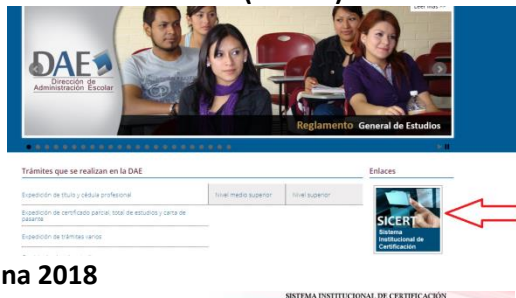 Leer más >>
DAE
Dirección de
Administración Escolar
Reglamento General de Estudios
Trámites que se realizan en la DAE
Enlaces
Expedición de título y cédula profesional
Nivel medio superior
Nivel superior
Expedición de certificado parcial, total de estudios y carta de
pasante
Expedición de trámites varios
SICERT
Sistema
Institucional de
Certificación
na 2018
SISTEMA INSTITUCIONAL DE CERTIFICACIÓN